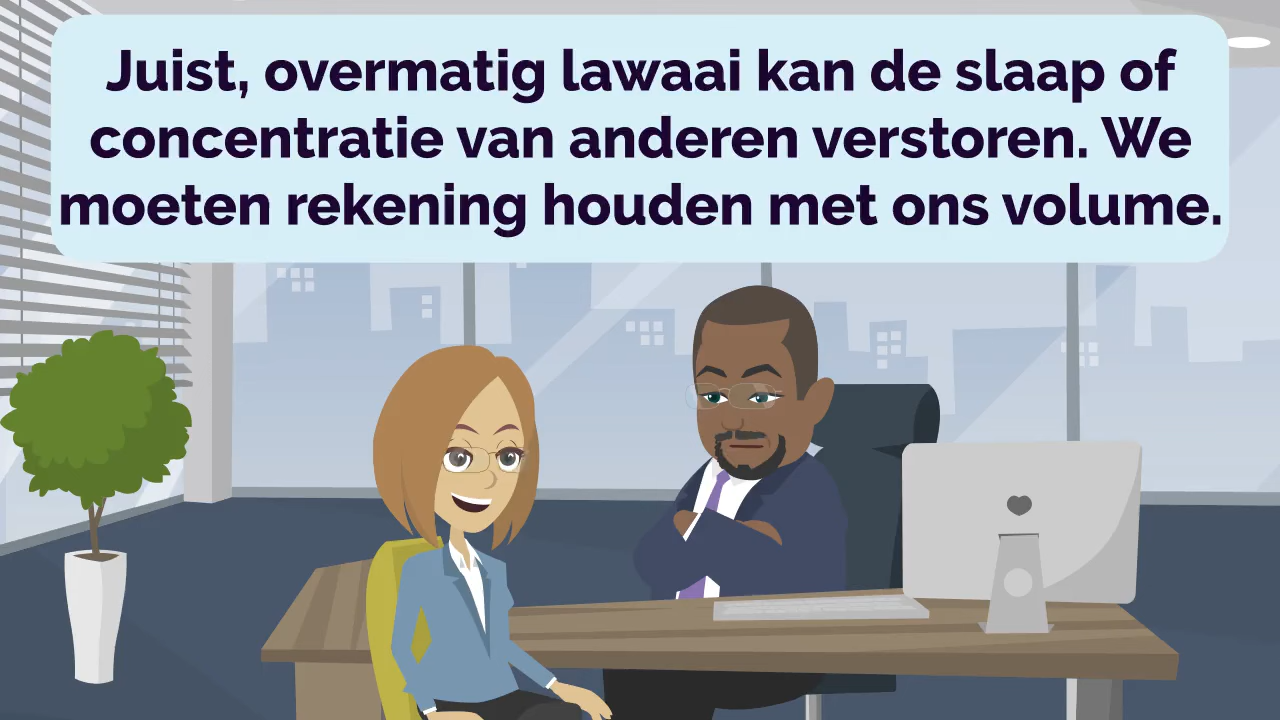 Juist, overmatig lawaai kan de slaap of
concentratie van anderen verstoren. We
moeten rekening houden met ons volume.